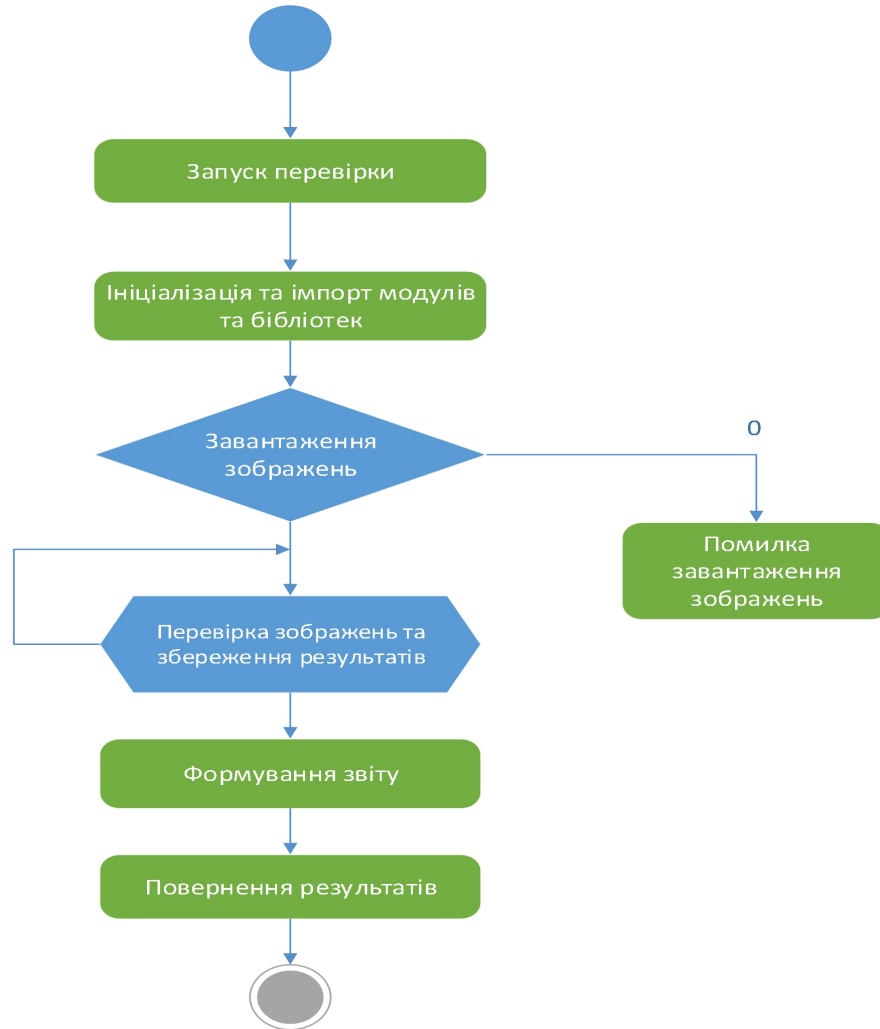 Запуск перевірки
Ініціалізація та імпорт модулів
та бібліотек
Завантаження
зображень
0
Помилка
завантаження
зображень
Перевірка зображень та
збереження результатів
Формування звіту
Повернення результатів